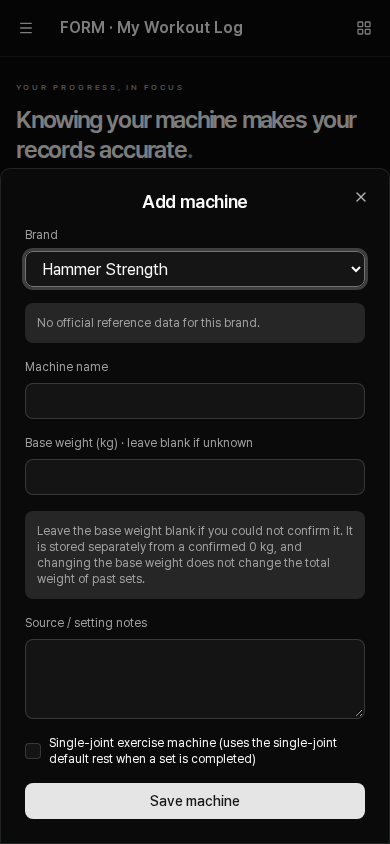 FORM · My Workout Log
YOUR PROGRESS, IN FOCUS
Knowing your machine makes your
records accurate.
Add machine
Brand
Hammer Strength
No official reference data for this brand.
Machine name
Base weight (kg) · leave blank if unknown
Leave the base weight blank if you could not confirm it. It
is stored separately from a confirmed 0 kg, and
changing the base weight does not change the total
weight of past sets.
Source / setting notes
Single-joint exercise machine (uses the single-joint
default rest when a set is completed)
Save machine